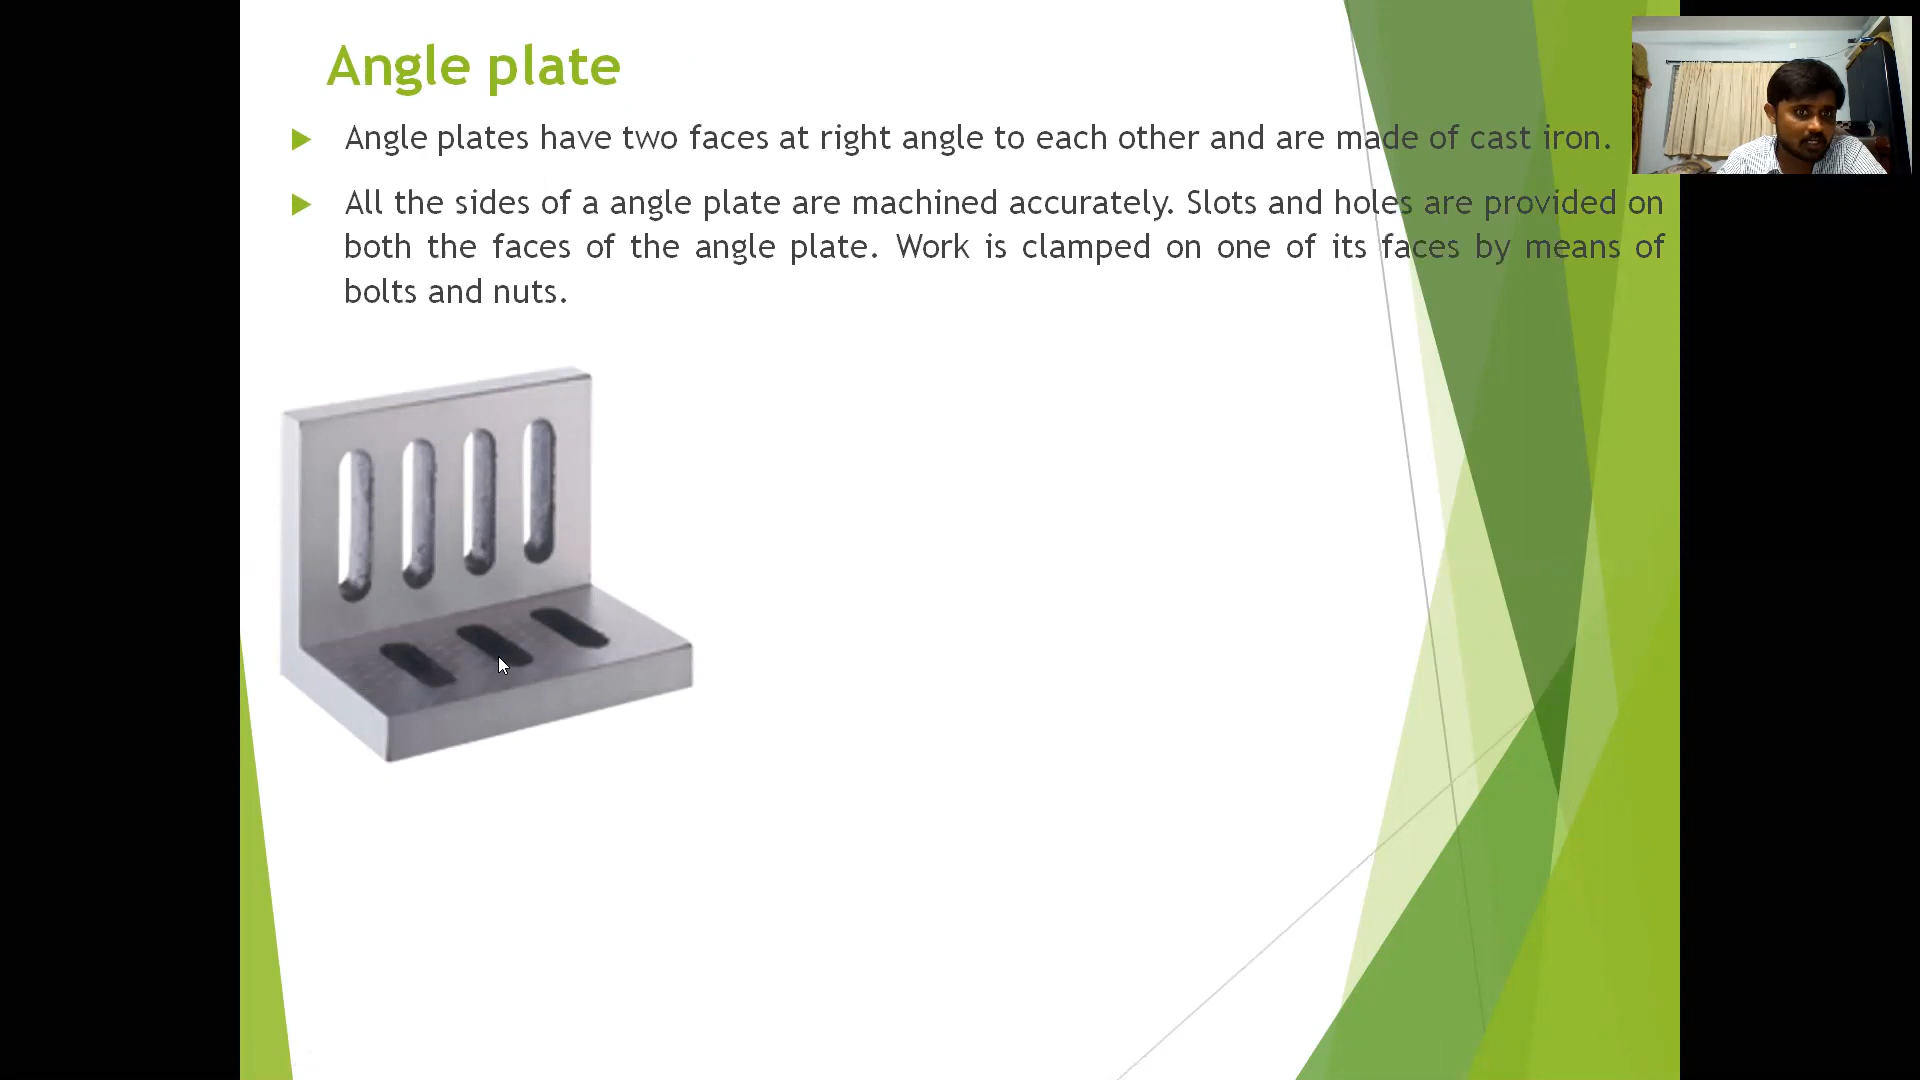 Angle plate
Angle plates have two faces at right angle to each other and are made of cast iron.
All the sides of a angle plate are machined accurately. Slots and holes are provided on
both the faces of the angle plate. Work is clamped on one of its faces by means of
bolts and nuts.